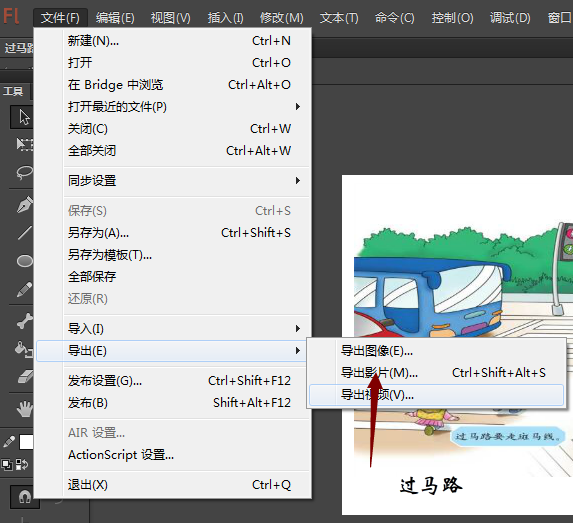 Fl 文件(F) 编辑(E) 视图(V) 插入(I) 修改(M) 文本(T) 命令(C) 控制(O) 调试(D) 窗口
过马路
工具
新建(N)... Ctrl+N
打开 Ctrl+O
在 Bridge 中浏览 Ctrl+Alt+O
打开最近的文件(P)
关闭(C) Ctrl+W
全部关闭 Ctrl+Alt+W
同步设置
保存(S) Ctrl+S
另存为(A)... Ctrl+Shift+S
另存为模板(T)...
全部保存
还原(R)
导入(I)
导出(E)
导出图像(E)...
导出影片(M)... Ctrl+Shift+Alt+S
导出视频(V)...
发布设置(G)... Ctrl+Shift+F12
发布(B) Shift+Alt+F12
AIR 设置...
ActionScript 设置...
退出(X) Ctrl+Q
过马路要走斑马线。
过马路